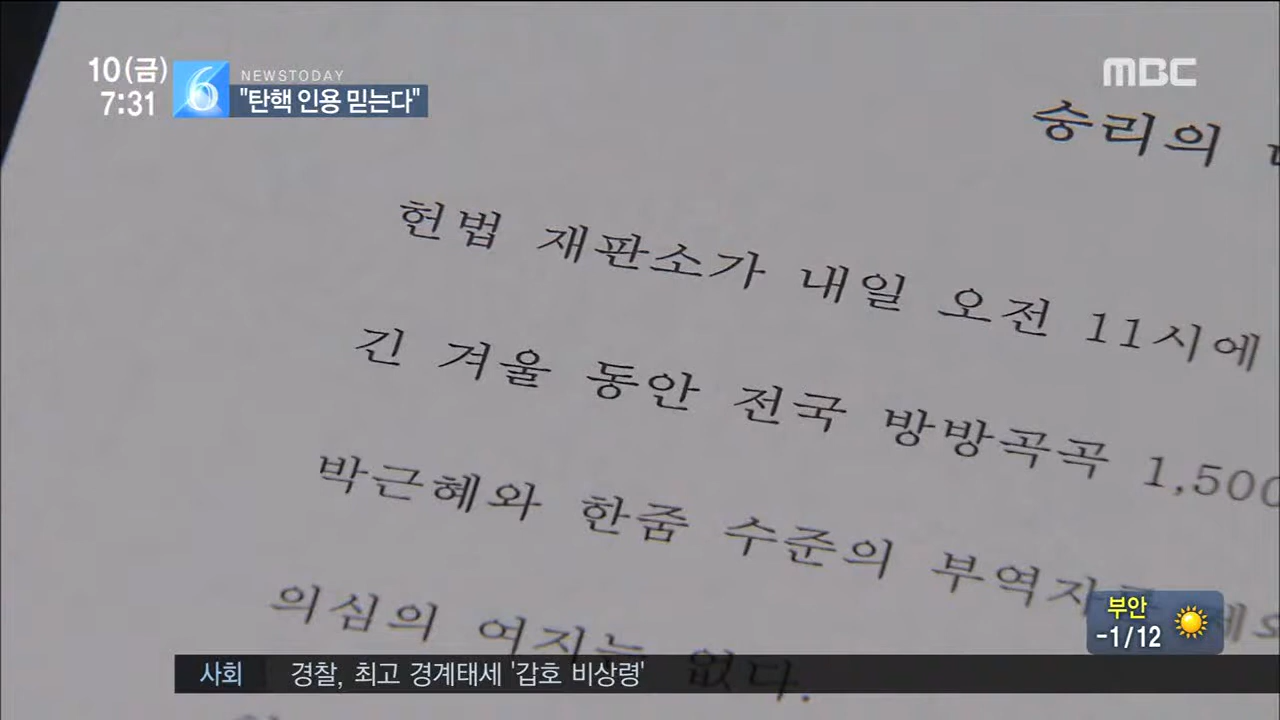 10(금)
7:31
6
NEWSTODAY
"탄핵 인용 믿는다"
MBC
승리의
헌법 재판소가 내일 오전 11시에
긴 겨울 동안 전국 방방곡곡 1,500
박근혜와 한줌 수준의 부역자
의심의 여지는 없다.
부안
-1/12
사회 경찰, 최고 경계태세 '갑호 비상령'